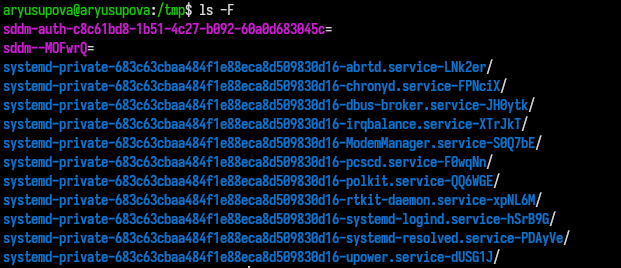 aryusupova@aryusupova:/tmp$ ls -F
sddm-auth-c8c61bd8-1b51-4c27-b092-60a0d683045c=
sddm--MOFwrQ=
systemd-private-683c63cbaa484f1e88eca8d509830d16-abrtd.service-LNk2er/
systemd-private-683c63cbaa484f1e88eca8d509830d16-chronyd.service-FPNciX/
systemd-private-683c63cbaa484f1e88eca8d509830d16-dbus-broker.service-JH0ytk/
systemd-private-683c63cbaa484f1e88eca8d509830d16-irqbalance.service-XTrJkT/
systemd-private-683c63cbaa484f1e88eca8d509830d16-ModemManager.service-S0Q7bE/
systemd-private-683c63cbaa484f1e88eca8d509830d16-pcscd.service-F0wqNn/
systemd-private-683c63cbaa484f1e88eca8d509830d16-polkit.service-QQ6WGE/
systemd-private-683c63cbaa484f1e88eca8d509830d16-rtkit-daemon.service-xpNL6M/
systemd-private-683c63cbaa484f1e88eca8d509830d16-systemd-logind.service-hSrB9G/
systemd-private-683c63cbaa484f1e88eca8d509830d16-systemd-resolved.service-PDAyVe/
systemd-private-683c63cbaa484f1e88eca8d509830d16-upower.service-dUSG1J/